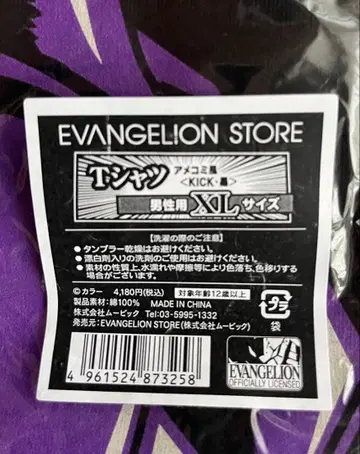 EVANGELION STORE
Tシャツ
アメコミ風
<KICK・黒>
男性用 XL サイズ
【洗濯の際のご注意】
●タンブラー乾燥はお避けください。
●漂白剤入りの洗剤のご使用はお避けください。
●素材の性質上、水濡れや摩擦等により色落ち、色移りする
場合がございます。
©カラー 4,180円(税込) 対象年齢12歳以上
製品素材:綿100% MADE IN CHINA
株式会社ムービック Tel:03-5995-1332
発売元:EVANGELION STORE(株式会社ムービック)
プラ
袋
4 961524 873258
EVANGELION
OFFICIALLY LICENSED